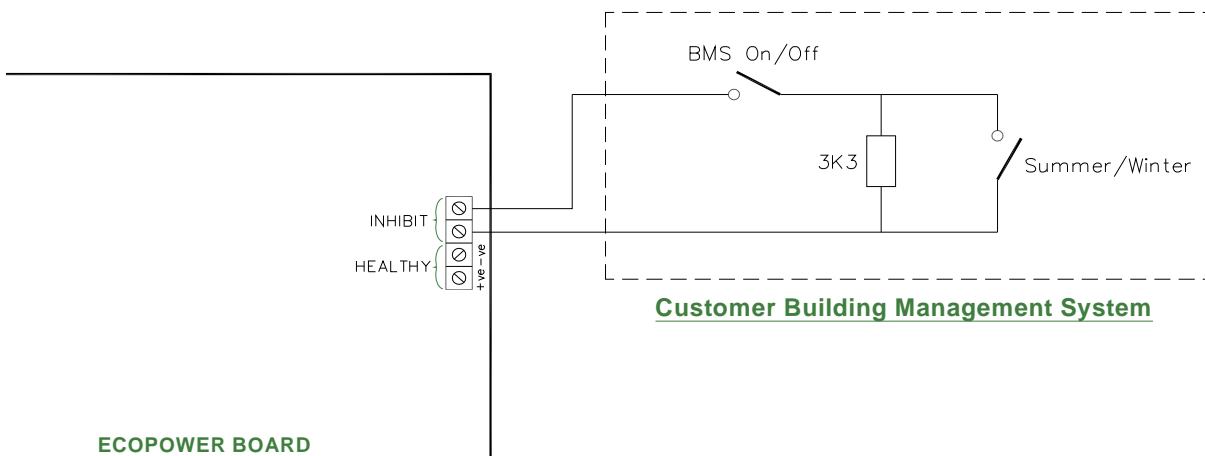 BMS On/Off
3K3
Summer/Winter
INHIBIT
HEALTHY
+ve -ve
Customer Building Management System
ECOPOWER BOARD